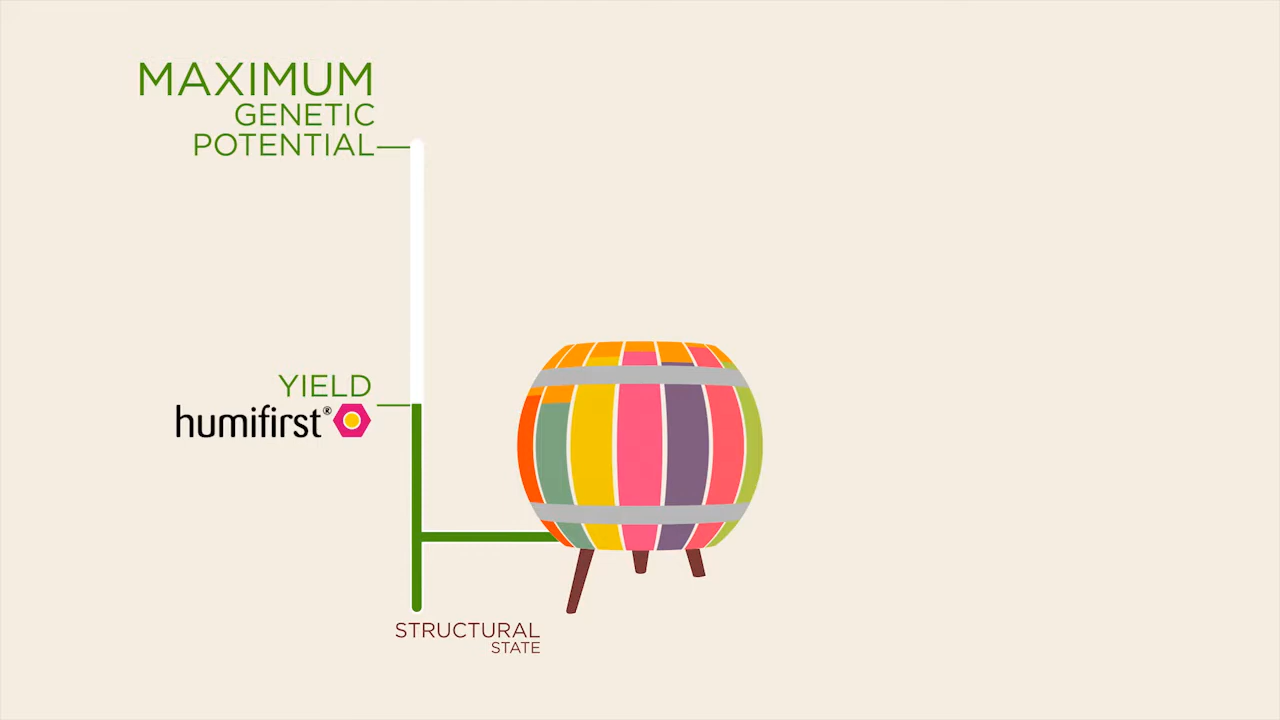 MAXIMUM
GENETIC
POTENTIAL
YIELD
humifirst®
STRUCTURAL
STATE